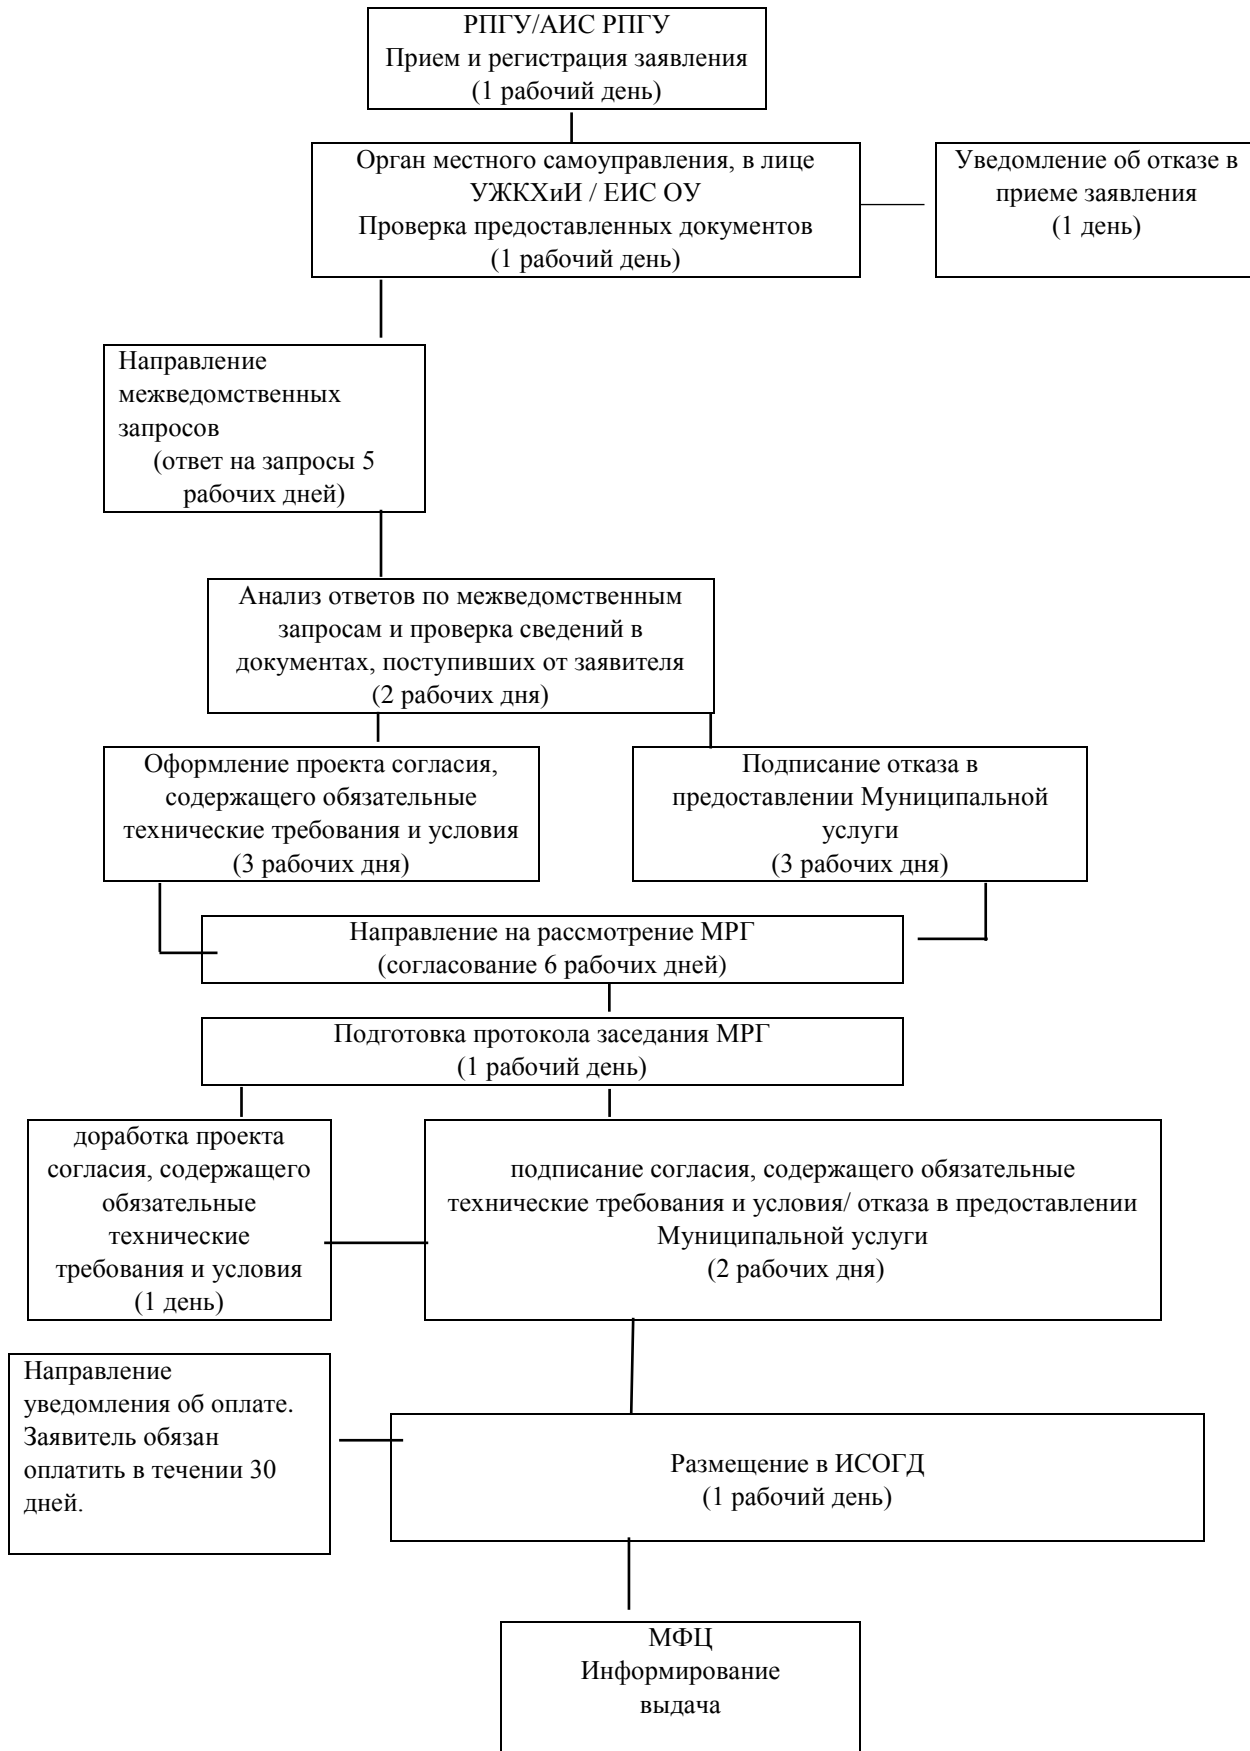 РПГУ/АИС РПГУ
Прием и регистрация заявления
(1 рабочий день)
Орган местного самоуправления, в лице
УЖКХиИ / ЕИС ОУ
Проверка предоставленных документов
(1 рабочий день)
Уведомление об отказе в
приеме заявления
(1 день)
Направление
межведомственных
запросов
(ответ на запросы 5
рабочих дней)
Анализ ответов по межведомственным
запросам и проверка сведений в
документах, поступивших от заявителя
(2 рабочих дня)
Оформление проекта согласия,
содержащего обязательные
технические требования и условия
(3 рабочих дня)
Подписание отказа в
предоставлении Муниципальной
услуги
(3 рабочих дня)
Направление на рассмотрение МРГ
(согласование 6 рабочих дней)
Подготовка протокола заседания МРГ
(1 рабочий день)
доработка проекта
согласия, содержащего
обязательные
технические
требования и условия
(1 день)
подписание согласия, содержащего обязательные
технические требования и условия/ отказа в предоставлении
Муниципальной услуги
(2 рабочих дня)
Направление
уведомления об оплате.
Заявитель обязан
оплатить в течении 30
дней.
Размещение в ИСОГД
(1 рабочий день)
МФЦ
Информирование
выдача